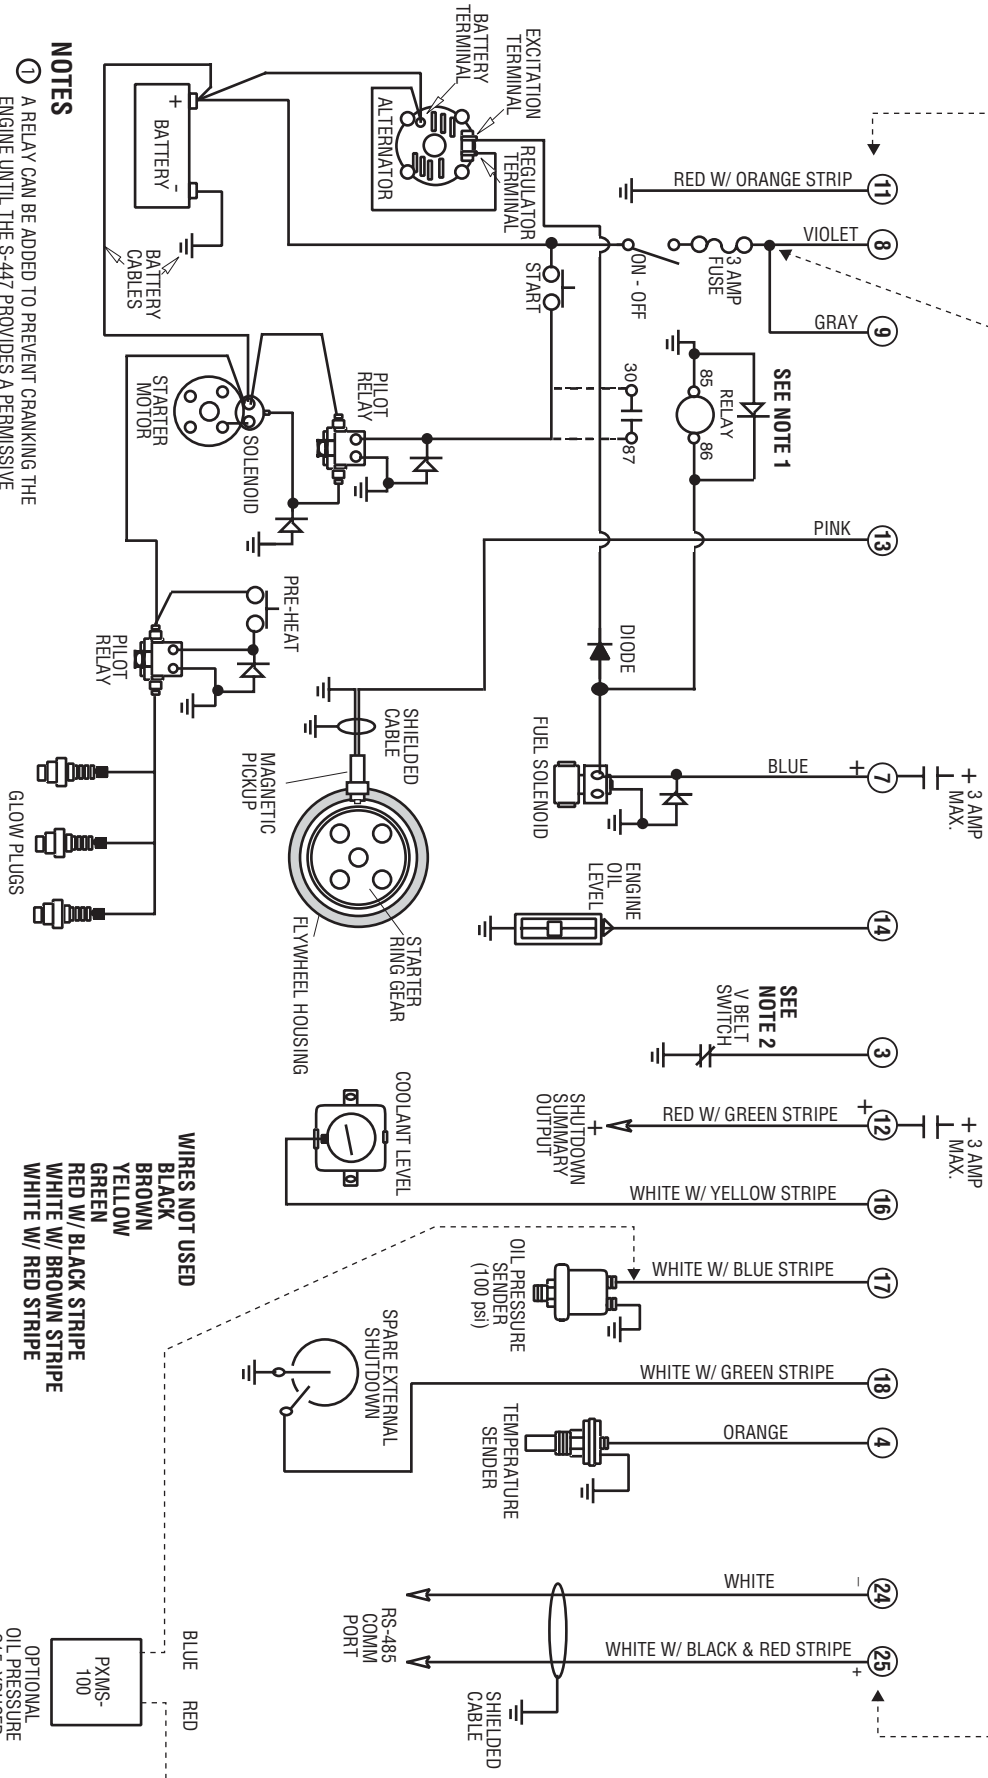 11
RED W/ ORANGE STRIP
8
VIOLET
3 AMP
FUSE
ON - OFF
9
GRAY
SEE NOTE 1
85
RELAY
86
30
87
START
EXCITATION
TERMINAL
BATTERY
TERMINAL
REGULATOR
TERMINAL
ALTERNATOR
+ BATTERY -
BATTERY
CABLES
PILOT
RELAY
SOLENOID
STARTER
MOTOR
13
PINK
DIODE
PRE-HEAT
PILOT
RELAY
GLOW PLUGS
SHIELDED
CABLE
MAGNETIC
PICKUP
STARTER
RING GEAR
FLYWHEEL HOUSING
+ 3 AMP
MAX.
7
+
BLUE
FUEL SOLENOID
14
ENGINE
OIL
LEVEL
3
SEE
NOTE 2
V BELT
SWITCH
+ 3 AMP
MAX.
12
+
RED W/ GREEN STRIPE
+
SHUTDOWN
SUMMARY
OUTPUT
16
WHITE W/ YELLOW STRIPE
COOLANT LEVEL
17
WHITE W/ BLUE STRIPE
OIL PRESSURE
SENDER
(100 psi)
18
WHITE W/ GREEN STRIPE
SPARE EXTERNAL
SHUTDOWN
4
ORANGE
TEMPERATURE
SENDER
24
–
WHITE
25
+
WHITE W/ BLACK & RED STRIPE
RS-485
COMM
PORT
SHIELDED
CABLE
WIRES NOT USED
BLACK
BROWN
YELLOW
GREEN
RED W/ BLACK STRIPE
WHITE W/ BROWN STRIPE
WHITE W/ RED STRIPE
BLUE
RED
PXMS-
100
OPTIONAL
OIL PRESSURE
NOTES
1 A RELAY CAN BE ADDED TO PREVENT CRANKING THE
ENGINE UNTIL THE S-447 PROVIDES A PERMISSIVE